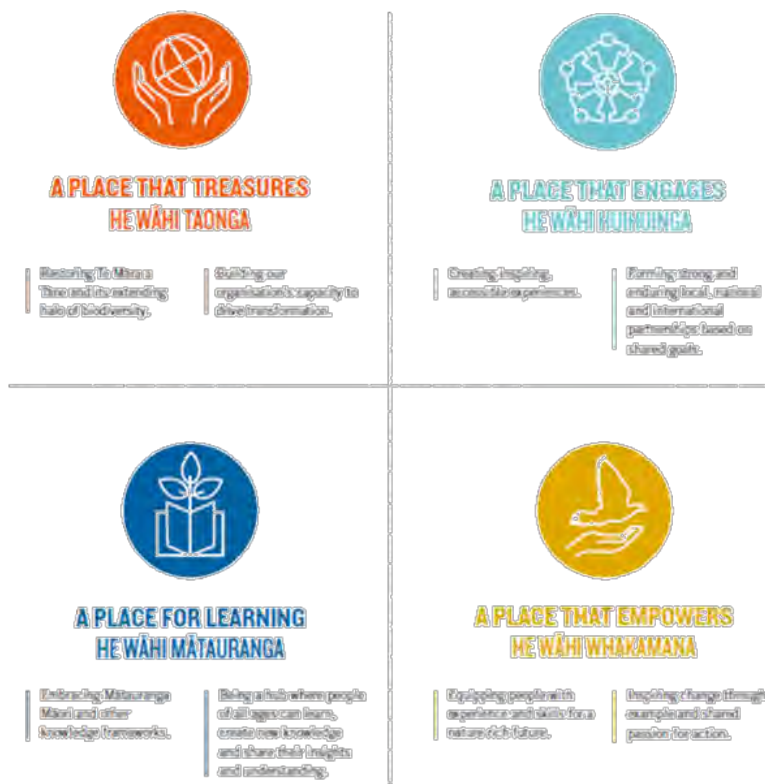 A PLACE THAT TREASURES
HE WĀHI TAONGA
Restoring Te Māra a
Tāne and its extending
halo of biodiversity.
Building our
organisation's capacity to
drive transformation.
A PLACE THAT ENGAGES
HE WĀHI HUIHUINGA
Creating inspiring,
accessible experiences.
Forming strong and
enduring local, national
and international
partnerships based on
shared goals.
A PLACE FOR LEARNING
HE WĀHI MĀTAURANGA
Embracing Mātauranga
Māori and other
knowledge frameworks.
Being a hub where people
of all ages can learn,
create new knowledge
and share their insights
and understanding.
A PLACE THAT EMPOWERS
HE WĀHI WHAKAMANA
Equipping people with
experience and skills for a
nature-rich future.
Inspiring change through
example and shared
passion for action.